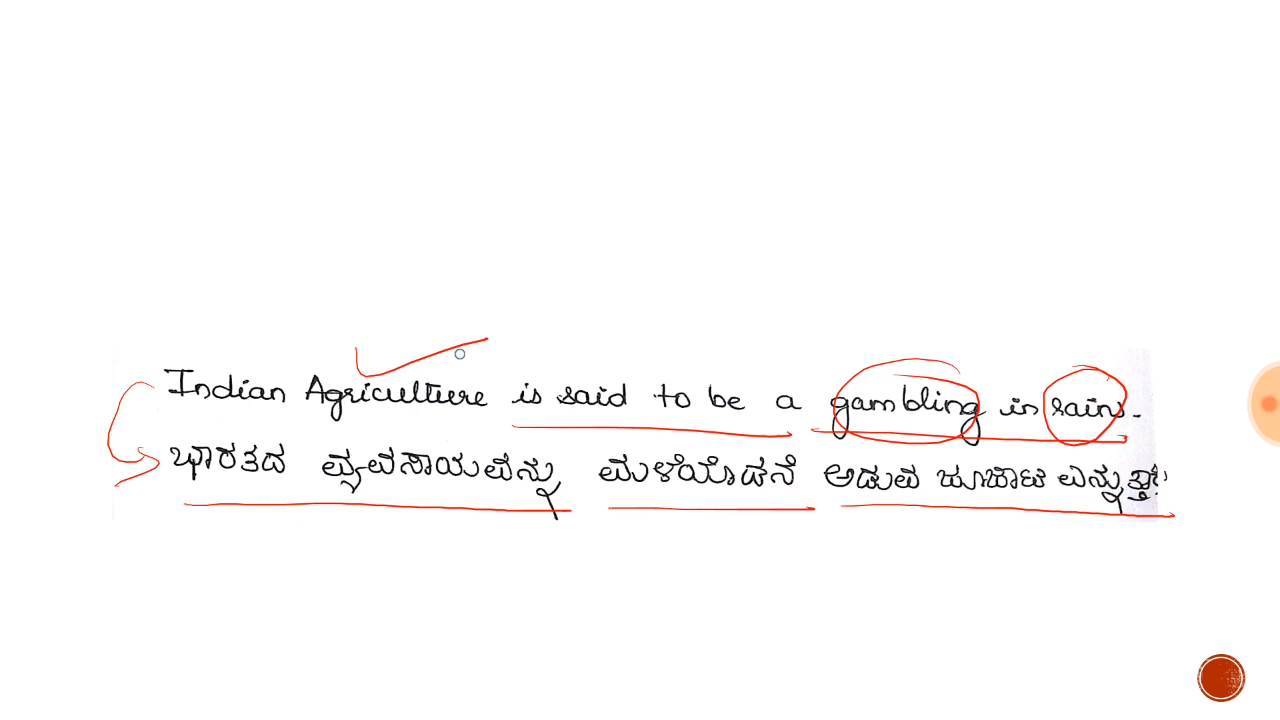 Indian Agriculture is said to be a gambling in rains.
ಭಾರತದ ವ್ಯವಸಾಯವನ್ನು ಮಳೆಯೊಡನೆ ಆಡುವ ಜೂಜಾಟ ಎನ್ನುತ್ತಾರೆ